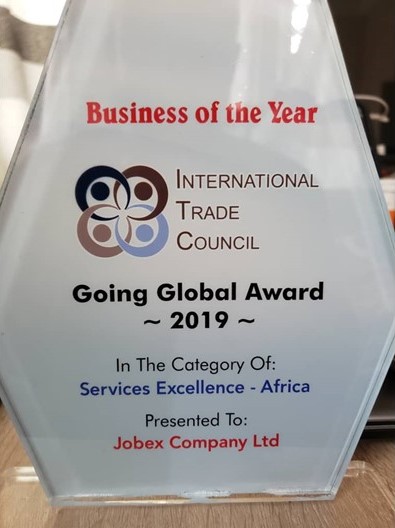 Business of the Year
INTERNATIONAL
TRADE
COUNCIL
Going Global Award
~ 2019 ~
In The Category Of:
Services Excellence - Africa
Presented To:
Jobex Company Ltd